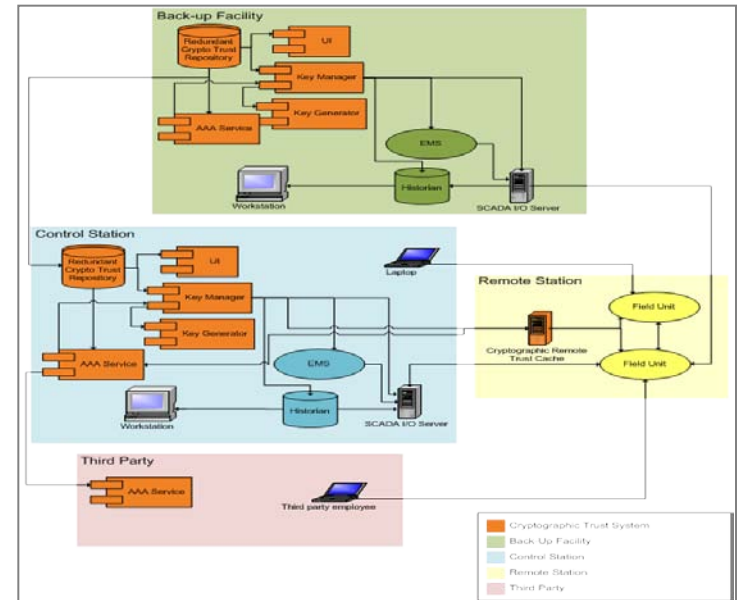 Back-up Facility
Redundant
Crypto Trust
Repository
UI
Key Manager
Key Generator
AAA Service
EMS
Workstation
Historian
SCADA I/O Server
Control Station
Redundant
Crypto Trust
Repository
UI
Key Manager
Key Generator
AAA Service
EMS
Workstation
Historian
SCADA I/O Server
Laptop
Remote Station
Field Unit
Cryptographic Remote
Trust Cache
Field Unit
Third Party
AAA Service
Third party employee
Cryptographic Trust System
Back-Up Facility
Control Station
Remote Station
Third Party